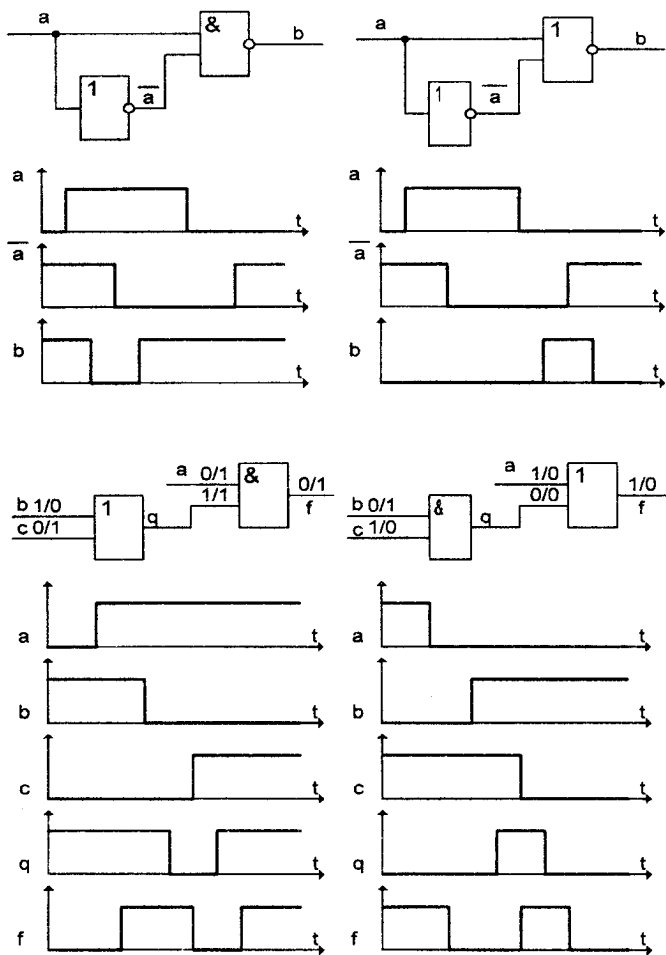 a & b
1 a̅
a 1 b
1 a̅
a t
a̅ t
b t
a t
a̅ t
b t
a 0/1 & 0/1
1/1 f
b 1/0 1 q
c 0/1
a 1/0 1 1/0
0/0 f
b 0/1 & q
c 1/0
a t
b t
c t
q t
f t
a t
b t
c t
q t
f t